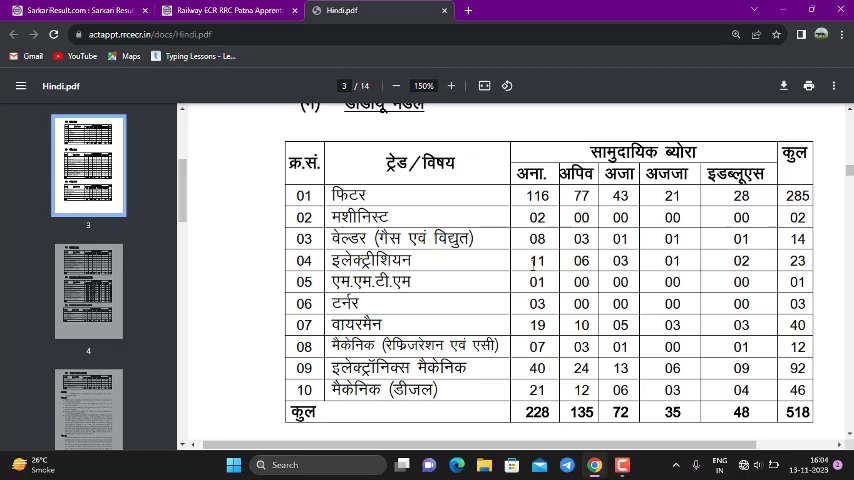 SarkariResult.com : Sarkari Resul
Railway ECR RRC Patna Apprent
Hindi.pdf
actappt.rrcecr.in/docs/Hindi.pdf
Gmail YouTube Maps Typing Lessons – Le...
Hindi.pdf 3 / 14 150%
(ग) डीडीयू मंडल
क्र.सं. ट्रेड/विषय सामुदायिक ब्योरा कुल
अना. अपिव अजा अजजा इडब्लूएस
01 फिटर 116 77 43 21 28 285
02 मशीनिस्ट 02 00 00 00 00 02
03 वेल्डर (गैस एवं विद्युत) 08 03 01 01 01 14
04 इलेक्ट्रीशियन 11 06 03 01 02 23
05 एम.एम.टी.एम 01 00 00 00 00 01
06 टर्नर 03 00 00 00 00 03
07 वायरमैन 19 10 05 03 03 40
08 मैकेनिक (रेफ्रिजरेशन एवं एसी) 07 03 01 00 01 12
09 इलेक्ट्रॉनिक्स मैकेनिक 40 24 13 06 09 92
10 मैकेनिक (डीजल) 21 12 06 03 04 46
कुल 228 135 72 35 48 518
3
4
26°C
Smoke
Search
ENG
IN
16:04
13-11-2023
2